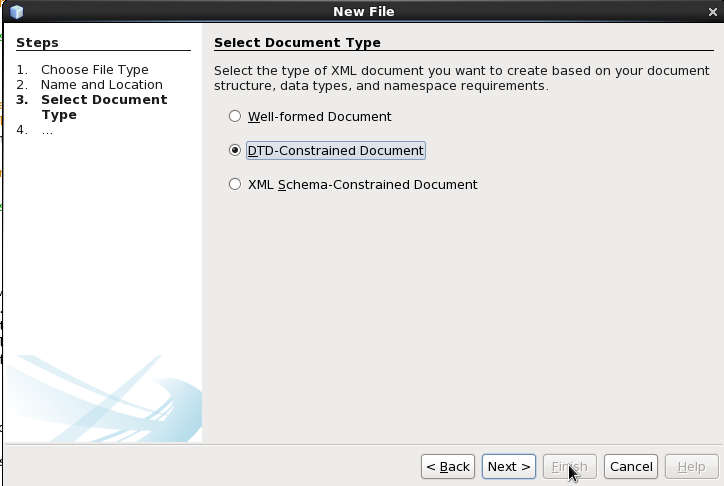 New File
Steps
1. Choose File Type
2. Name and Location
3. Select Document
Type
4. ...
Select Document Type
Select the type of XML document you want to create based on your document
structure, data types, and namespace requirements.
Well-formed Document
DTD-Constrained Document
XML Schema-Constrained Document
< Back
Next >
Finish
Cancel
Help